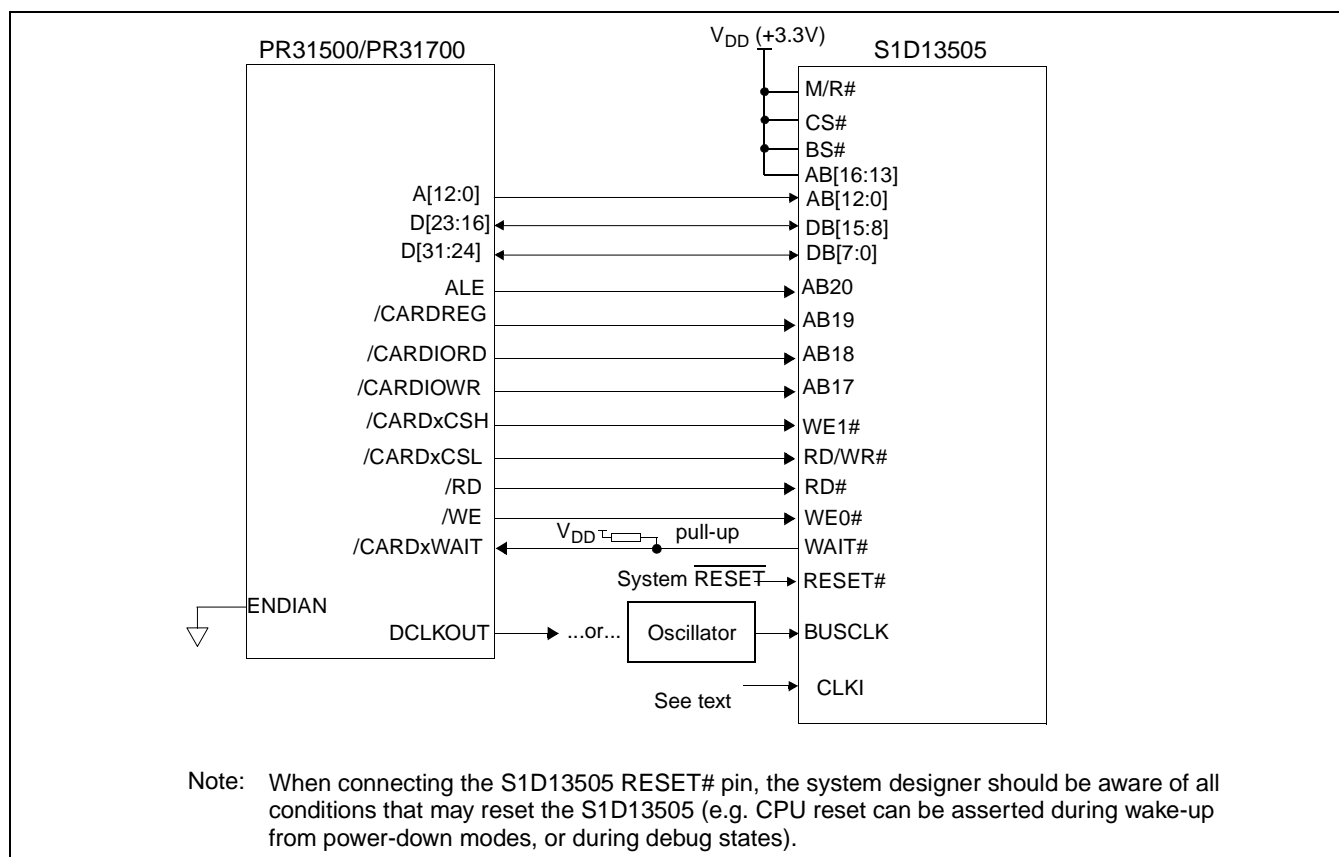 V_DD (+3.3V)
PR31500/PR31700
S1D13505
M/R#
CS#
BS#
AB[16:13]
A[12:0]
AB[12:0]
D[23:16]
DB[15:8]
D[31:24]
DB[7:0]
ALE
AB20
/CARDREG
AB19
/CARDIORD
AB18
/CARDIOWR
AB17
/CARDxCSH
WE1#
/CARDxCSL
RD/WR#
/RD
RD#
/WE
WE0#
V_DD
pull-up
/CARDxWAIT
WAIT#
System RESET
RESET#
ENDIAN
DCLKOUT
...or...
Oscillator
BUSCLK
See text
CLKI
Note: When connecting the S1D13505 RESET# pin, the system designer should be aware of all
conditions that may reset the S1D13505 (e.g. CPU reset can be asserted during wake-up
from power-down modes, or during debug states).